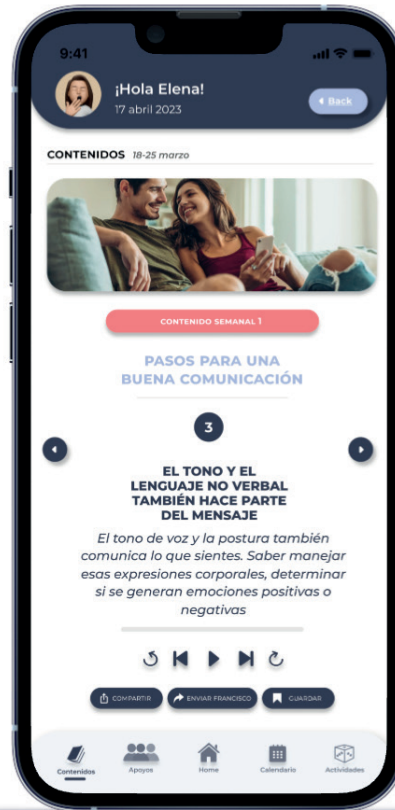 9:41
¡Hola Elena!
17 abril 2023
Back
CONTENIDOS 18-25 marzo
CONTENIDO SEMANAL 1
PASOS PARA UNA
BUENA COMUNICACIÓN
3
EL TONO Y EL
LENGUAJE NO VERBAL
TAMBIÉN HACE PARTE
DEL MENSAJE
El tono de voz y la postura también
comunica lo que sientes. Saber manejar
esas expresiones corporales, determinar
si se generan emociones positivas o
negativas
COMPARTIR ENVIAR FRANCISCO GUARDAR
Contenidos Apoyos Home Calendario Actividades